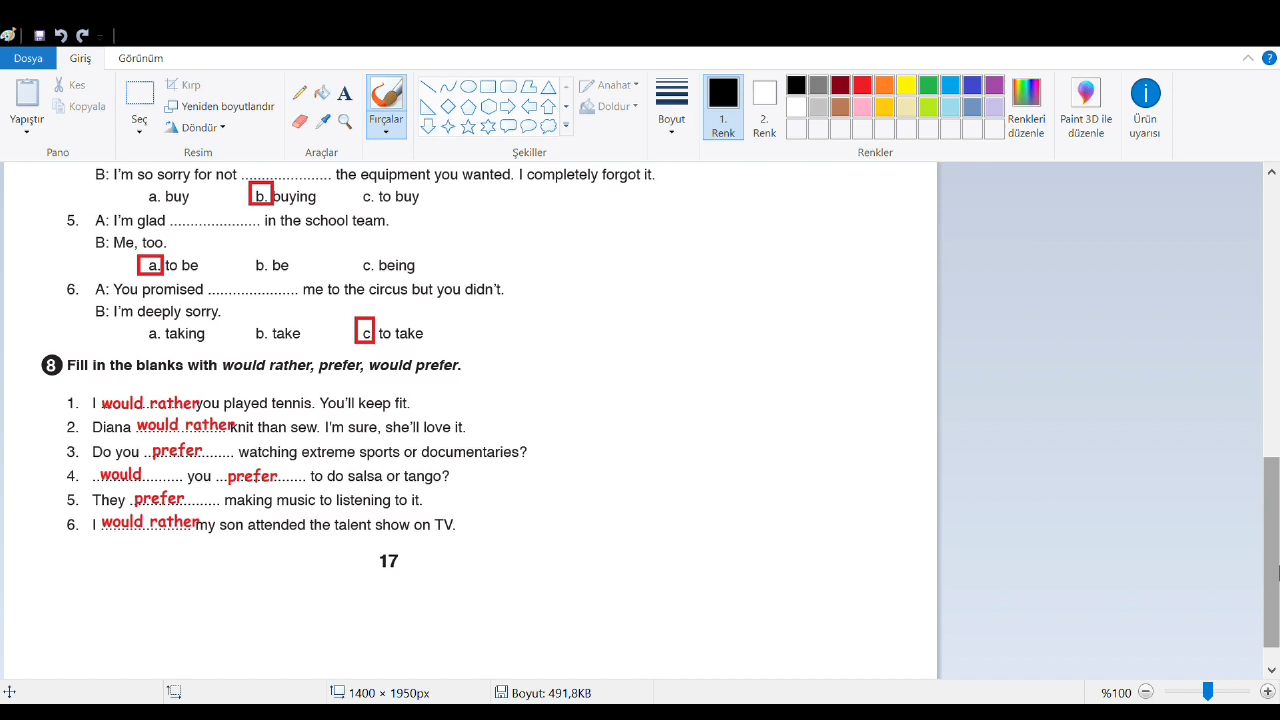 Dosya Giriş Görünüm
Yapıştır
Kes
Kopyala
Seç
Kırp
Yeniden boyutlandır
Döndür
A
Fırçalar
Anahat
Doldur
Boyut
1. Renk
2. Renk
Renkleri düzenle
Paint 3D ile düzenle
Ürün uyarısı
Pano Resim Araçlar Şekiller Renkler
B: I'm so sorry for not ...................... the equipment you wanted. I completely forgot it.
a. buy b. buying c. to buy
5. A: I'm glad ...................... in the school team.
B: Me, too.
a. to be b. be c. being
6. A: You promised ...................... me to the circus but you didn't.
B: I'm deeply sorry.
a. taking b. take c. to take
8 Fill in the blanks with would rather, prefer, would prefer.
1. I would rather you played tennis. You'll keep fit.
2. Diana would rather knit than sew. I'm sure, she'll love it.
3. Do you prefer watching extreme sports or documentaries?
4. would you prefer to do salsa or tango?
5. They prefer making music to listening to it.
6. I would rather my son attended the talent show on TV.
17
1400 × 1950px Boyut: 491,8KB %100